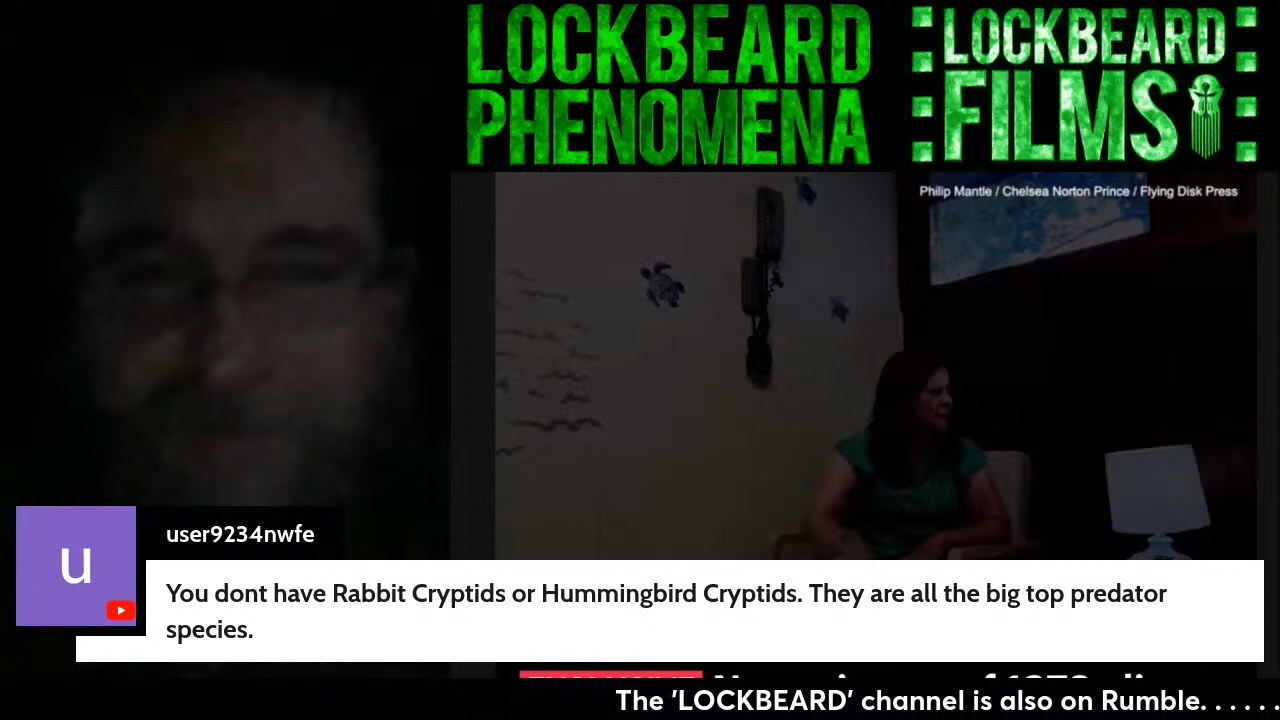 LOCKBEARD
PHENOMENA
LOCKBEARD
FILMS
Philip Mantle / Chelsea Norton Prince / Flying Disk Press
u
user9234nwfe
You dont have Rabbit Cryptids or Hummingbird Cryptids. They are all the big top predator
species.
The 'LOCKBEARD' channel is also on Rumble. . . . . .